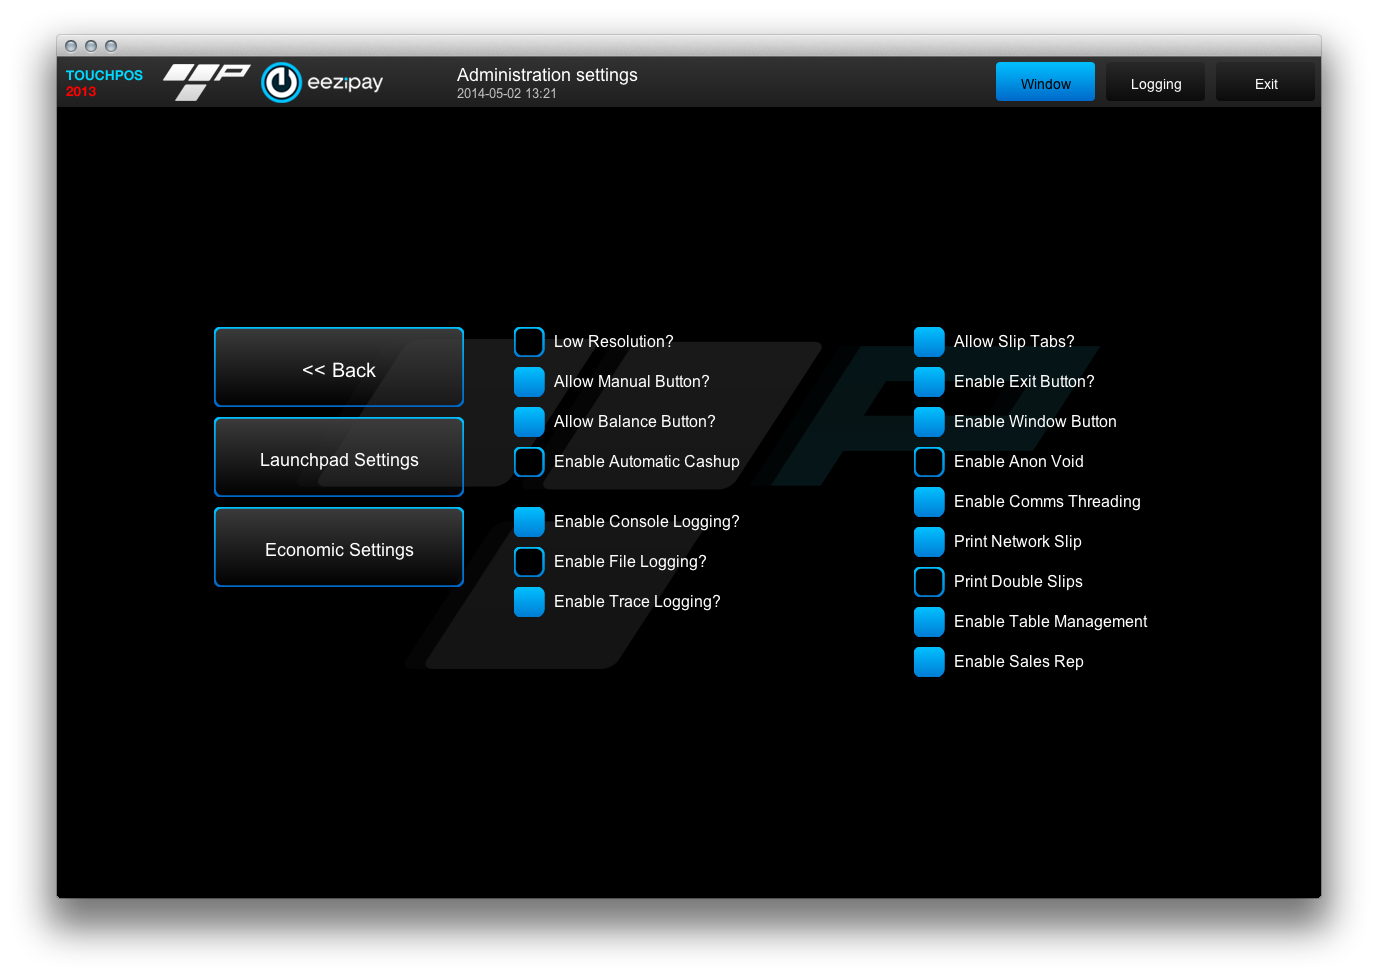 TOUCHPOS
2013
eezipay
Administration settings
2014-05-02 13:21
Window
Logging
Exit
<< Back
Launchpad Settings
Economic Settings
Low Resolution?
Allow Manual Button?
Allow Balance Button?
Enable Automatic Cashup
Enable Console Logging?
Enable File Logging?
Enable Trace Logging?
Allow Slip Tabs?
Enable Exit Button?
Enable Window Button
Enable Anon Void
Enable Comms Threading
Print Network Slip
Print Double Slips
Enable Table Management
Enable Sales Rep